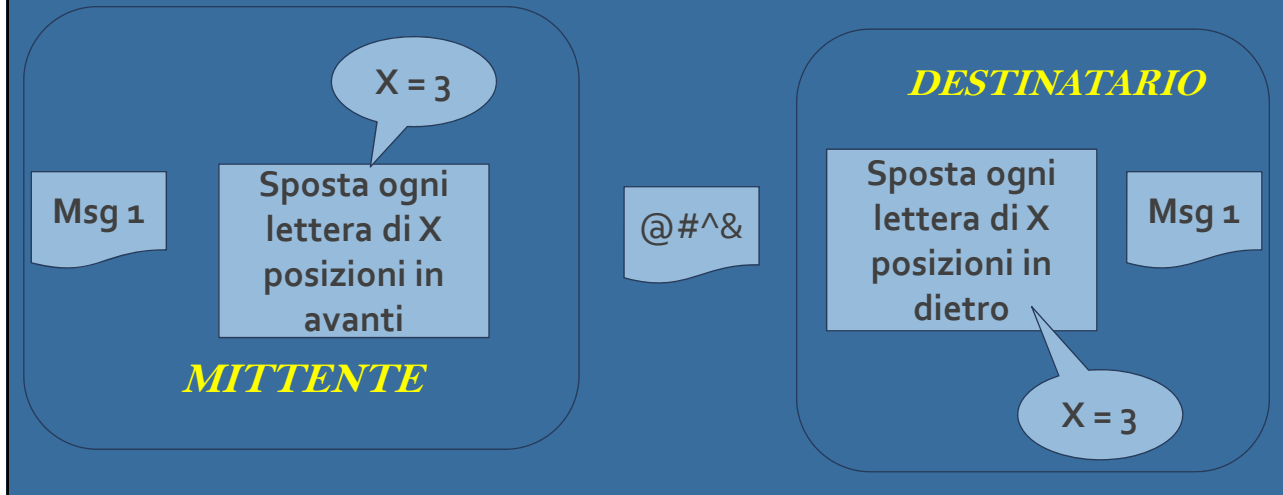 X = 3
Msg 1
Sposta ogni
lettera di X
posizioni in
avanti
MITTENTE
@#^&
DESTINATARIO
Sposta ogni
lettera di X
posizioni in
dietro
Msg 1
X = 3